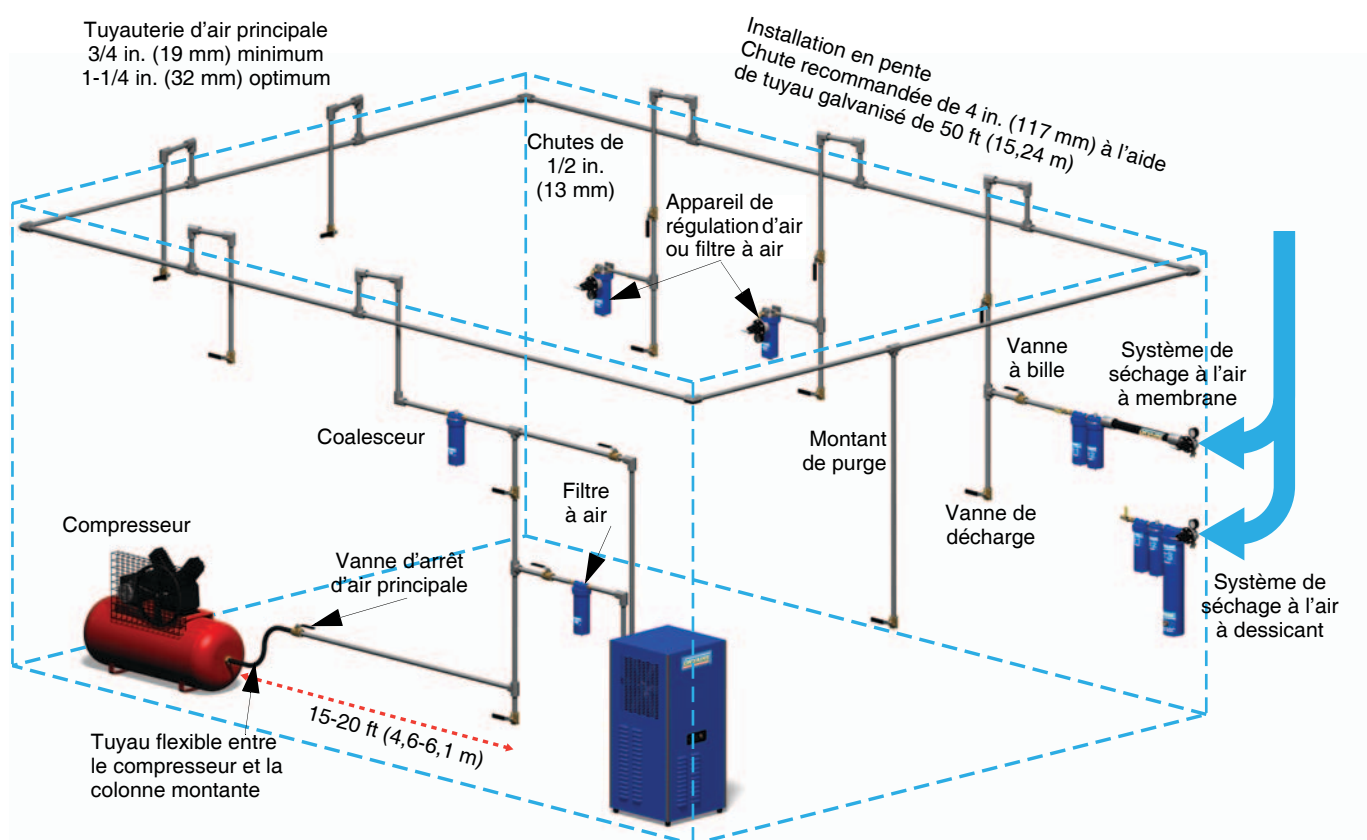 Tuyauterie d'air principale
3/4 in. (19 mm) minimum
1-1/4 in. (32 mm) optimum
Installation en pente
Chute recommandée de 4 in. (117 mm) à l'aide
de tuyau galvanisé de 50 ft (15,24 m)
Chutes de
1/2 in.
(13 mm)
Appareil de
régulation d'air
ou filtre à air
Vanne
à bille
Système de
séchage à l'air
à membrane
Coalesceur
Montant
de purge
Filtre
à air
Vanne de
décharge
Compresseur
Vanne d'arrêt
d'air principale
Système de
séchage à l'air
à dessicant
15-20 ft (4,6-6,1 m)
Tuyau flexible entre
le compresseur et la
colonne montante